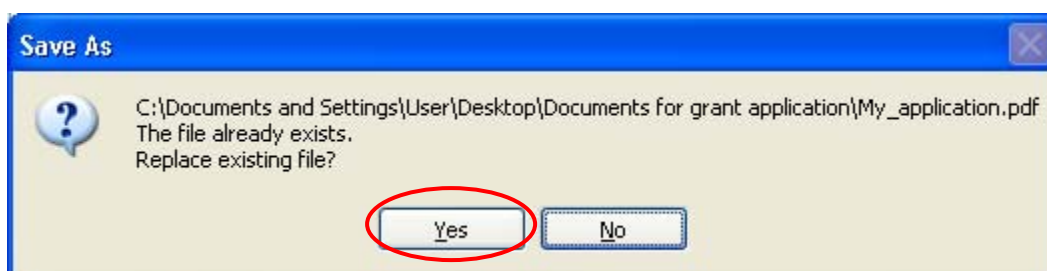 Save As
C:\Documents and Settings\User\Desktop\Documents for grant application\My_application.pdf
The file already exists.
Replace existing file?
Yes No